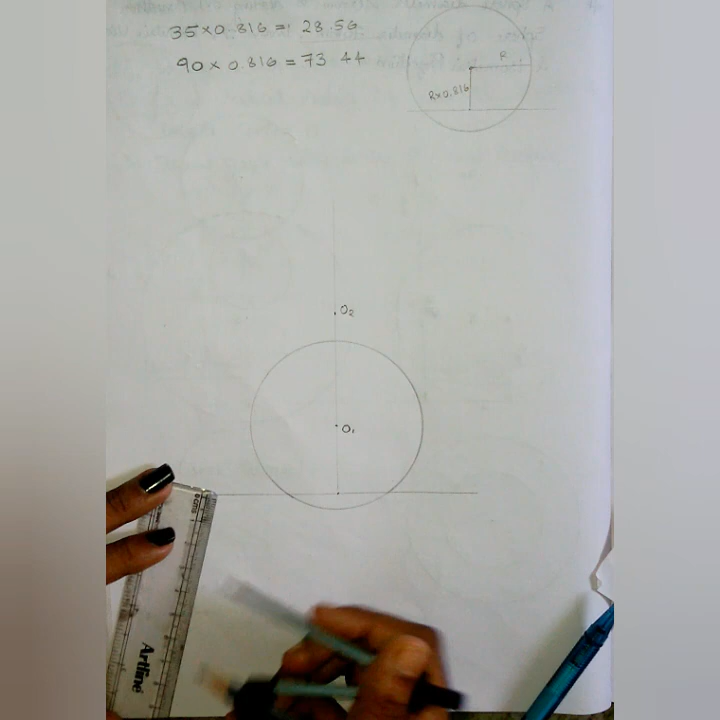 35×0.816 = 28.56
90 × 0.816 = 73 44
R
R×0.816
O₂
O₁
Artline